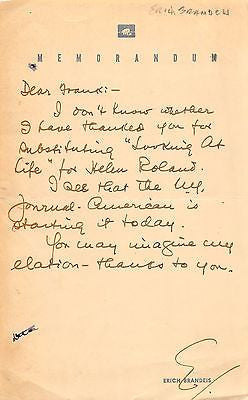 ERICH BRANDEIS
MEMORANDUM
Dear Frank:-
I don't know whether
I have thanked you for
substituting "Looking At
Life" for Helen Roland.
I see that the N.Y.
Journal-American is
starting it today.
You may imagine my
elation - thanks to you.
E.
ERICH BRANDEIS